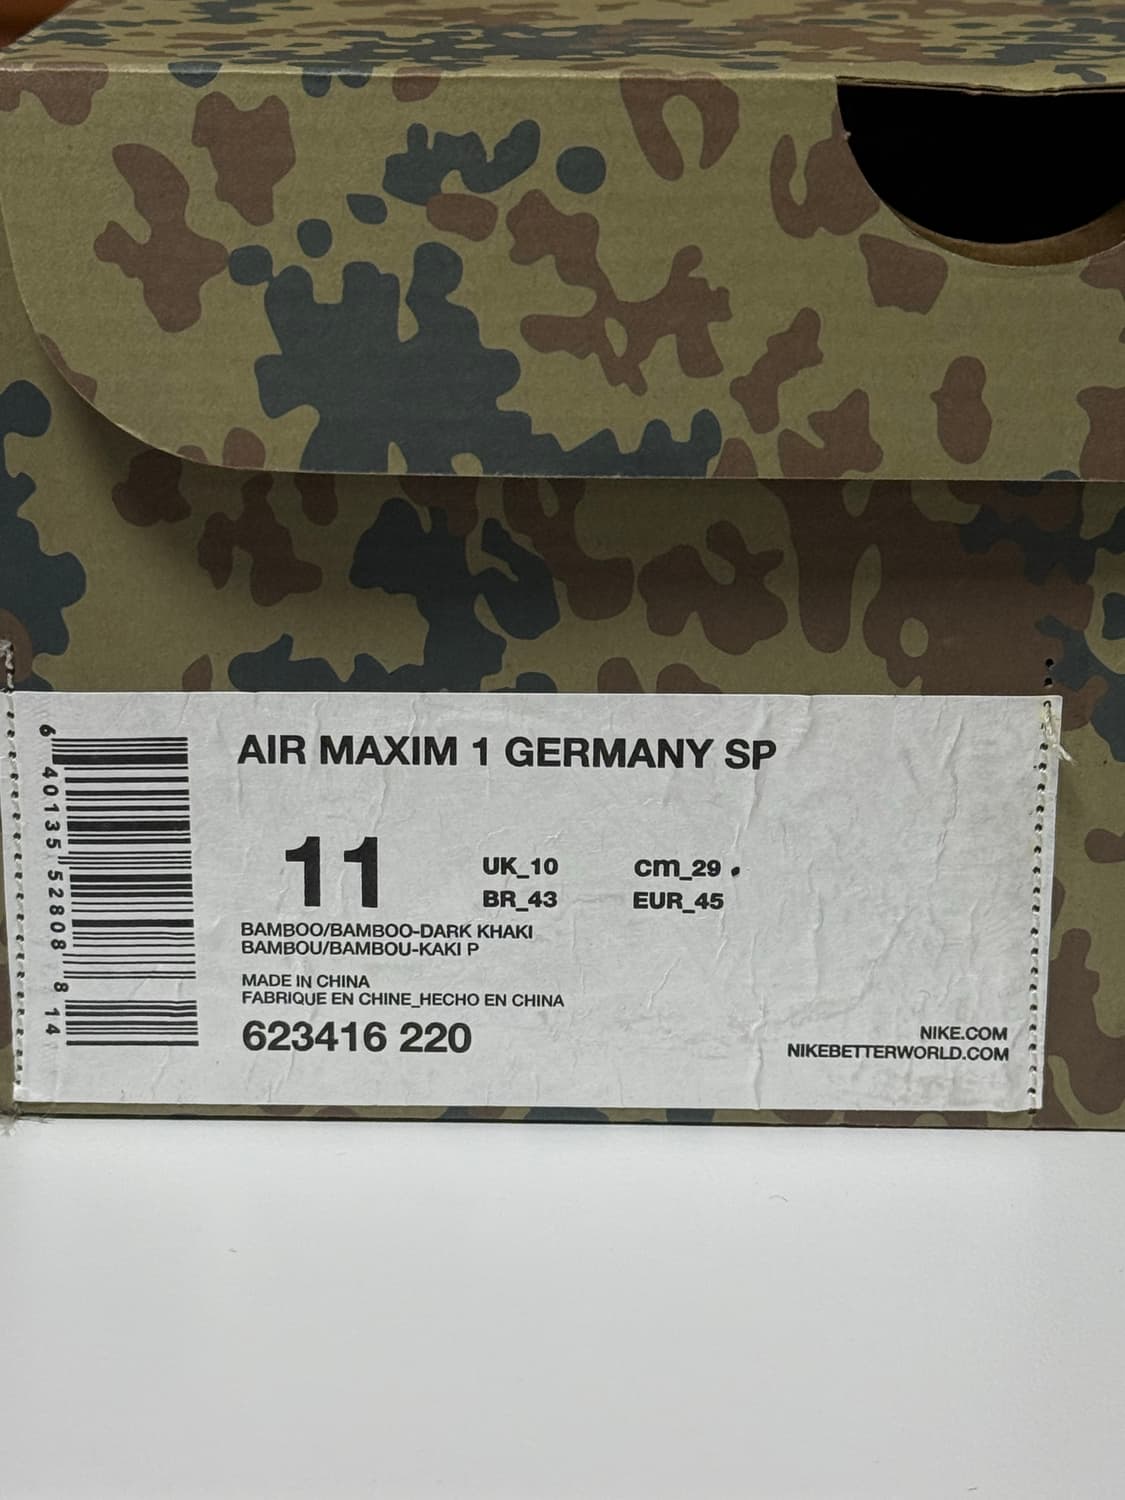 AIR MAXIM 1 GERMANY SP
11
UK_10 cm_29
BR_43 EUR_45
BAMBOO/BAMBOO-DARK KHAKI
BAMBOU/BAMBOU-KAKI P
MADE IN CHINA
FABRIQUE EN CHINE_HECHO EN CHINA
623416 220
NIKE.COM
NIKEBETTERWORLD.COM
6 40135 52808 8 14